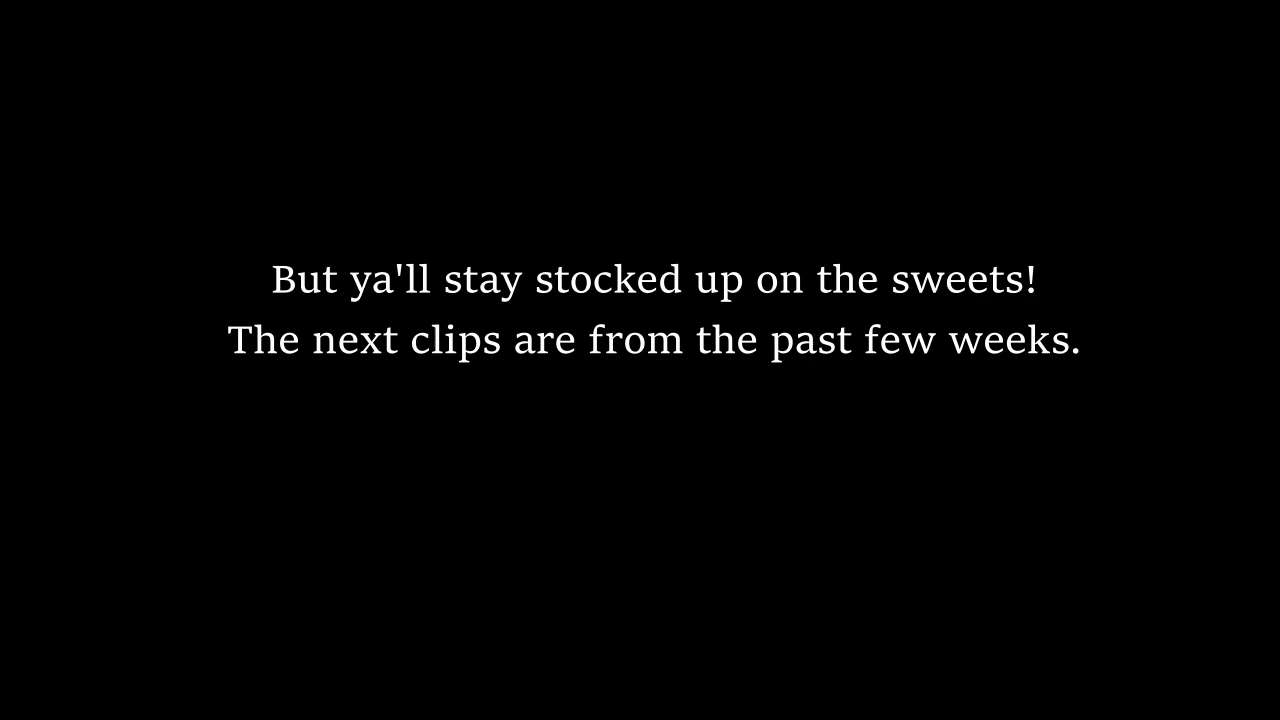 But ya'll stay stocked up on the sweets!
The next clips are from the past few weeks.